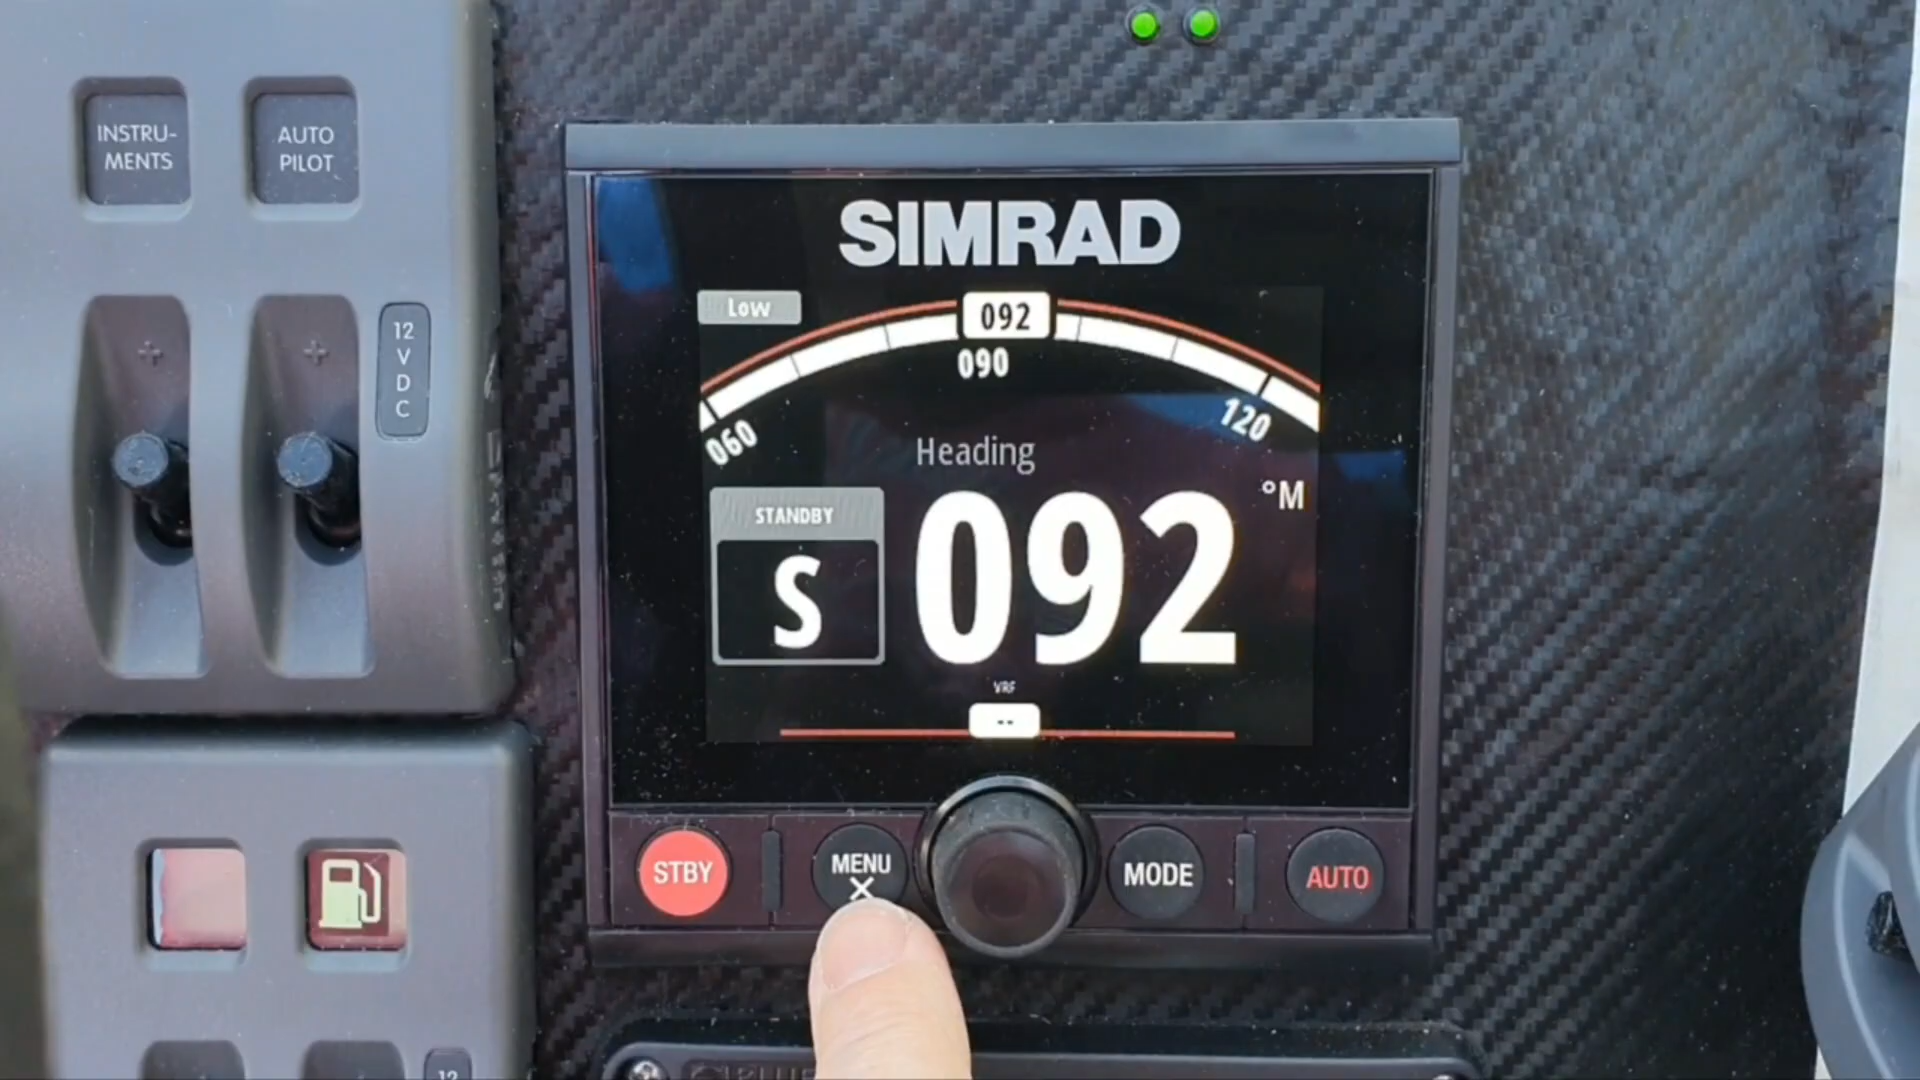 INSTRU-
MENTS
AUTO
PILOT
12
V
D
C
SIMRAD
Low
092
090
060
120
Heading
STANDBY
S
092
°M
VRF
--
STBY
MENU
X
MODE
AUTO
12